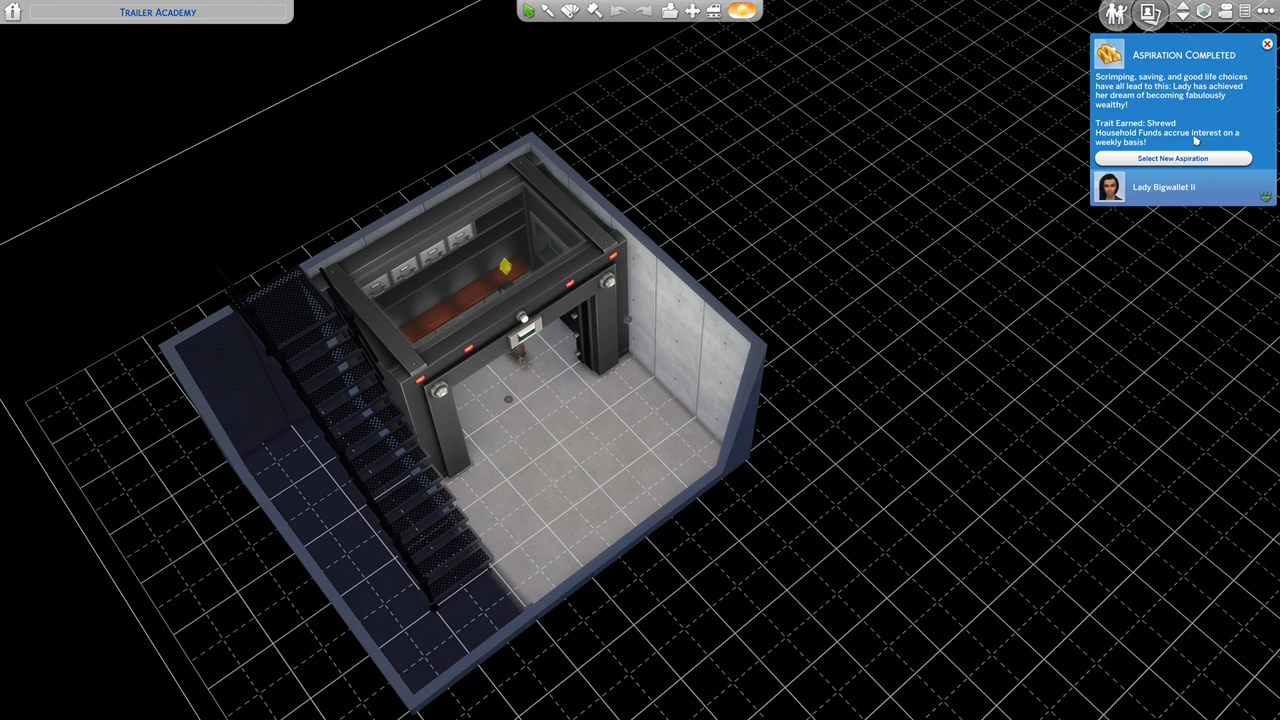 Trailer Academy
Aspiration Completed
Scrimping, saving, and good life choices
have all lead to this: Lady has achieved
her dream of becoming fabulously
wealthy!
Trait Earned: Shrewd
Household Funds accrue interest on a
weekly basis!
Select New Aspiration
Lady Bigwallet II